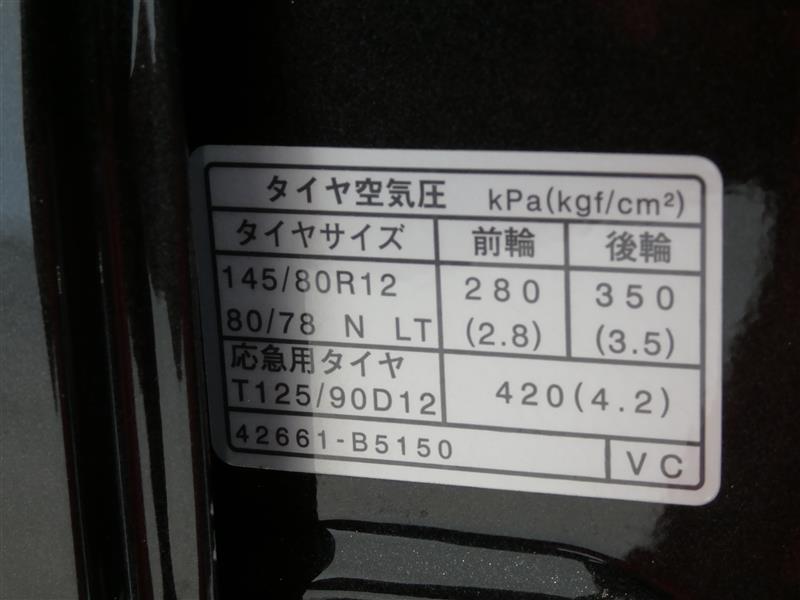 タイヤ空気圧 kPa(kgf/cm²)
タイヤサイズ 前輪 後輪
145/80R12 280 350
80/78 N LT (2.8) (3.5)
応急用タイヤ
T125/90D12 420(4.2)
42661-B5150 VC